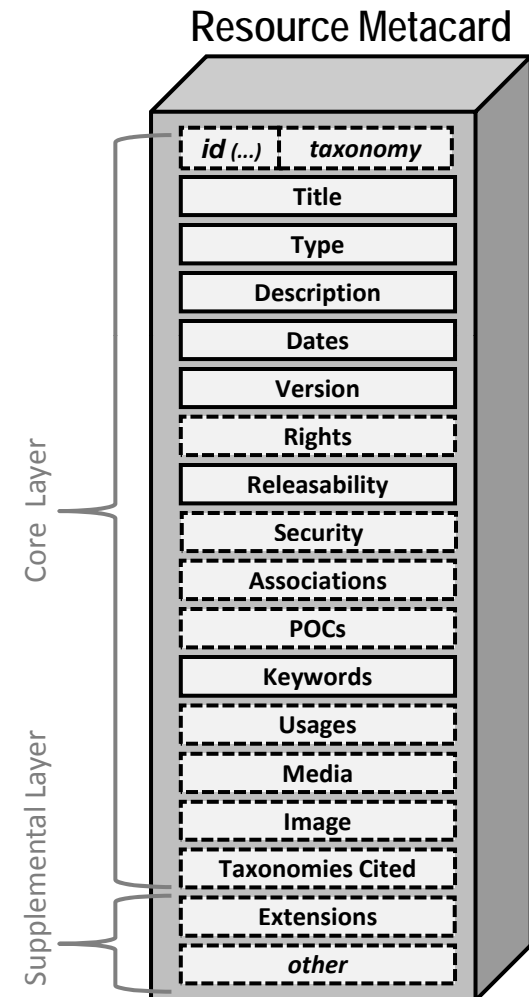 Resource Metacard
id (...) taxonomy
Title
Type
Description
Dates
Version
Rights
Releasability
Security
Associations
POCs
Keywords
Usages
Media
Image
Taxonomies Cited
Extensions
other
Core Layer
Supplemental Layer